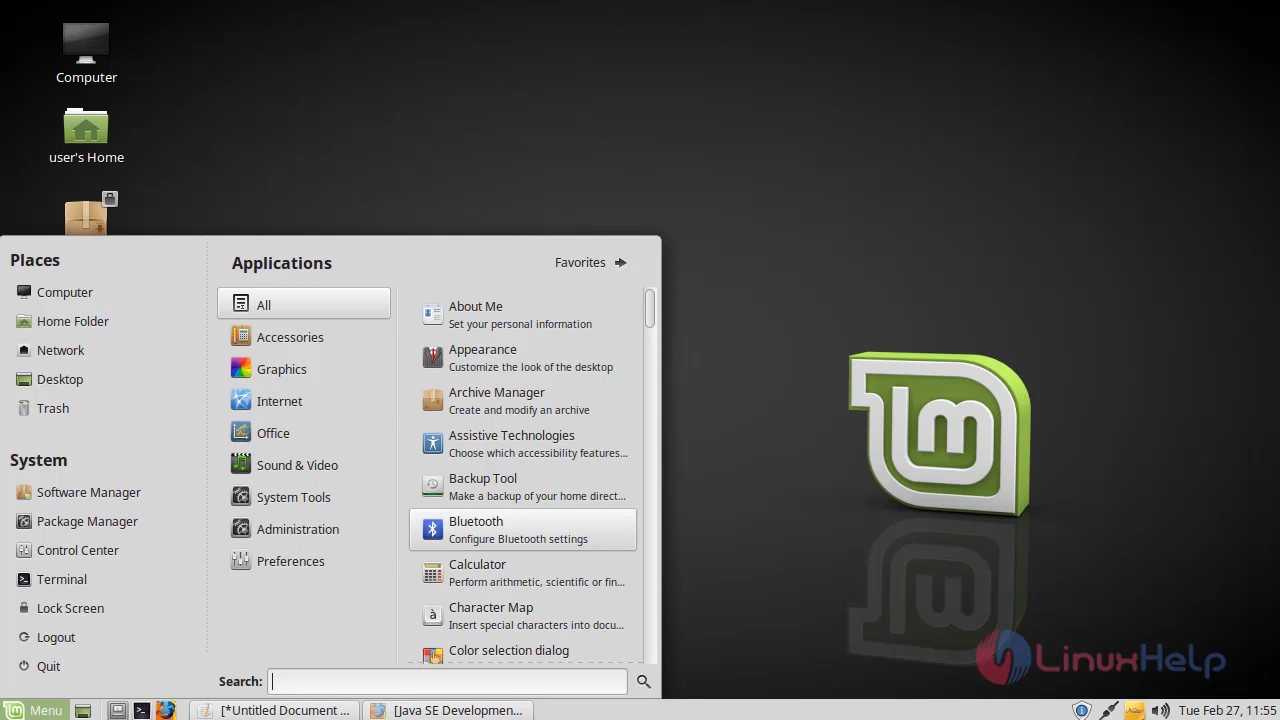 Computer
user's Home
Places
Computer
Home Folder
Network
Desktop
Trash
System
Software Manager
Package Manager
Control Center
Terminal
Lock Screen
Logout
Quit
Applications
Favorites
All
Accessories
Graphics
Internet
Office
Sound & Video
System Tools
Administration
Preferences
About Me
Set your personal information
Appearance
Customize the look of the desktop
Archive Manager
Create and modify an archive
Assistive Technologies
Choose which accessibility features...
Backup Tool
Make a backup of your home direct...
Bluetooth
Configure Bluetooth settings
Calculator
Perform arithmetic, scientific or fin...
Character Map
Insert special characters into docu...
Color selection dialog
Search:
LinuxHelp
Menu
[*Untitled Document ...
[Java SE Developmen...
Tue Feb 27, 11:55